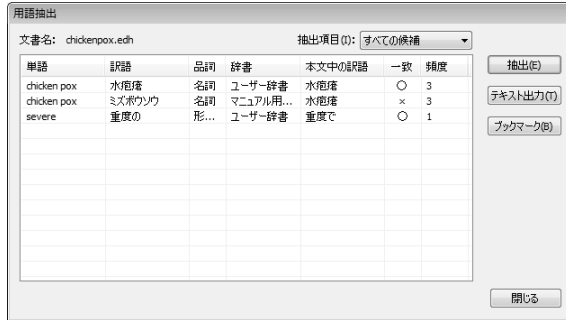 用語抽出
文書名: chickenpox.edh 抽出項目(I): すべての候補
単語 訳語 品詞 辞書 本文中の訳語 一致 頻度
chicken pox 水疱瘡 名詞 ユーザー辞書 水疱瘡 ○ 3
chicken pox ミズボウソウ 名詞 マニュアル用... 水疱瘡 × 3
severe 重度の 形... ユーザー辞書 重度で ○ 1
抽出(E)
テキスト出力(T)
ブックマーク(B)
閉じる